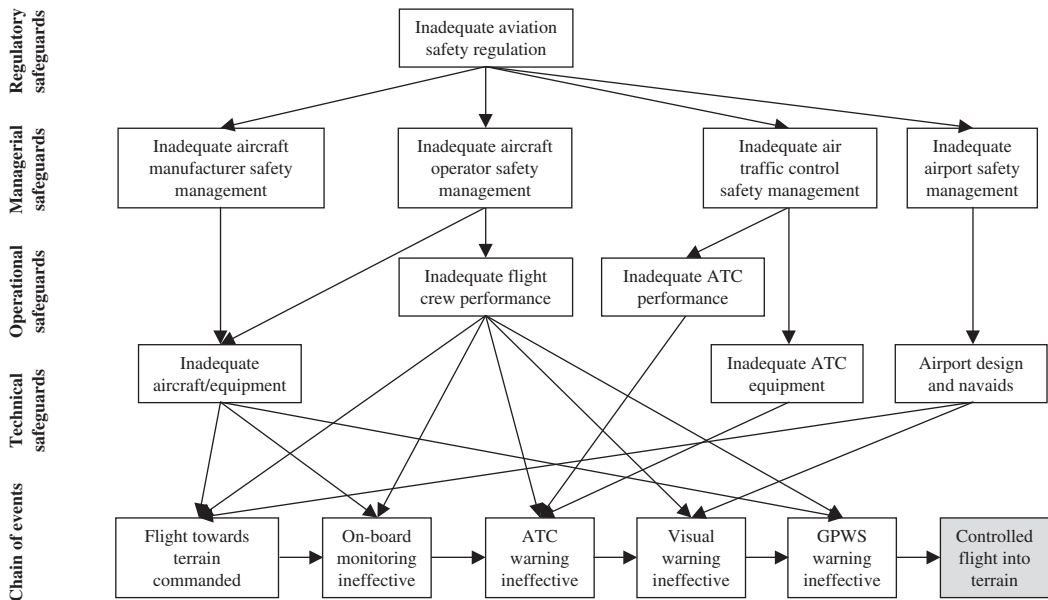 Regulatory
safeguards
Inadequate aviation
safety regulation
Managerial
safeguards
Inadequate aircraft
manufacturer safety
management
Inadequate aircraft
operator safety
management
Inadequate air
traffic control
safety management
Inadequate
airport safety
management
Operational
safeguards
Inadequate flight
crew performance
Inadequate ATC
performance
Technical
safeguards
Inadequate
aircraft/equipment
Inadequate ATC
equipment
Airport design
and navaids
Chain of events
Flight towards
terrain
commanded
On-board
monitoring
ineffective
ATC
warning
ineffective
Visual
warning
ineffective
GPWS
warning
ineffective
Controlled
flight into
terrain